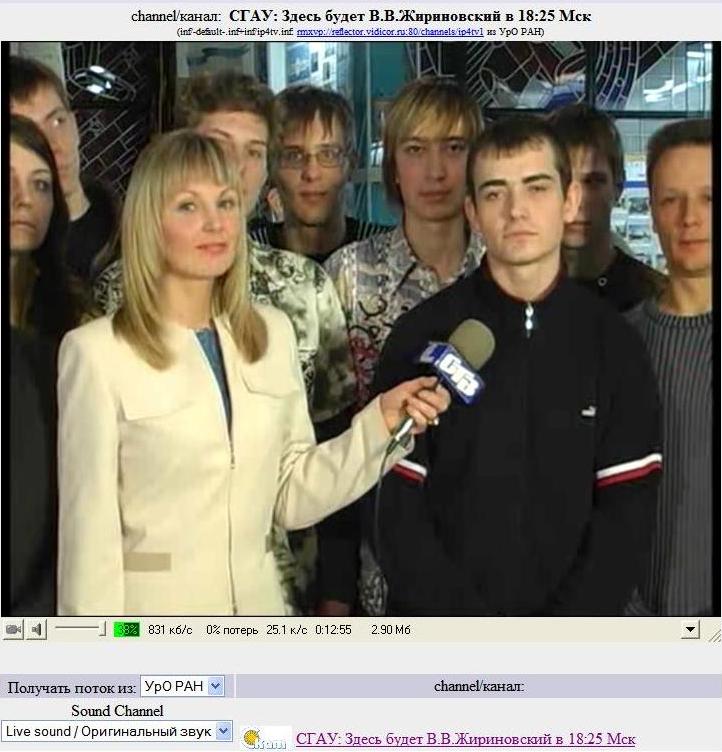 channel/канал: СГАУ: Здесь будет В.В.Жириновский в 18:25 Мск
(inf-default-.inf+inf\ip4tv.inf rmxvp://reflector.vidicor.ru:80/channels/ip4tv1 из УрО РАН)
СТВ
38% 831 кб/с 0% потерь 25.1 к/с 0:12:55 2.90 Мб
Получать поток из: УрО РАН channel/канал:
Sound Channel
Live sound / Оригинальный звук СГАУ: Здесь будет В.В.Жириновский в 18:25 Мск